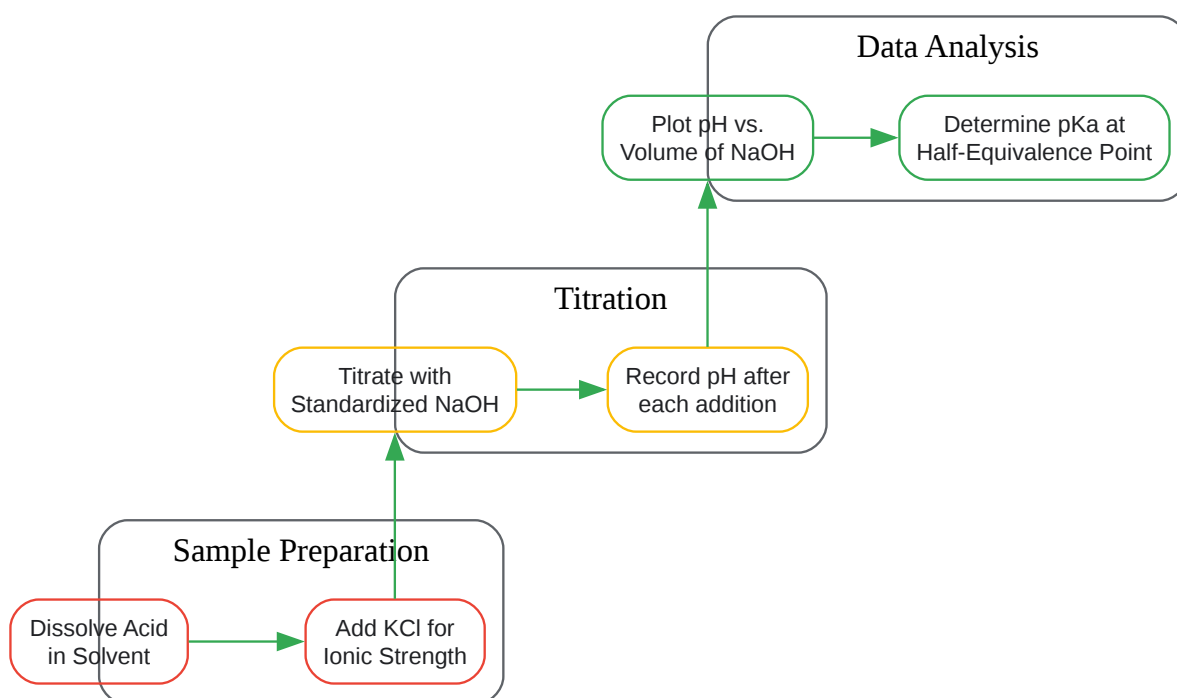 Data Analysis
Plot pH vs.
Volume of NaOH
Determine pKa at
Half-Equivalence Point
Titration
Titrate with
Standardized NaOH
Record pH after
each addition
Sample Preparation
Dissolve Acid
in Solvent
Add KCl for
Ionic Strength